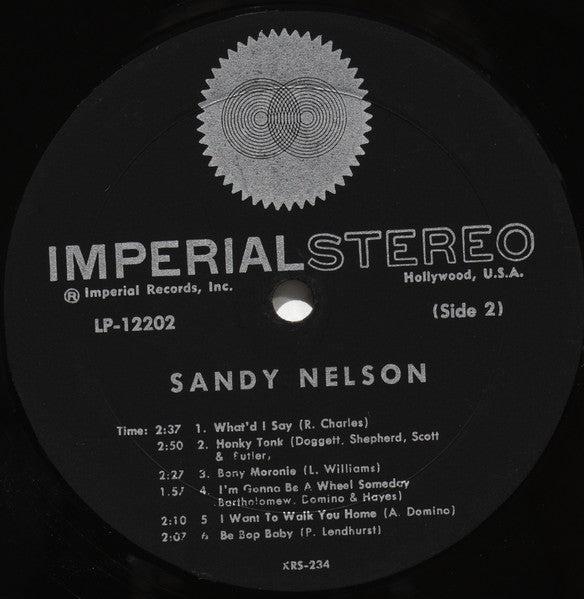 IMPERIAL STEREO
Ⓡ Imperial Records, Inc.
Hollywood, U.S.A.
LP-12202
(Side 2)
SANDY NELSON
Time: 2:37 1. What'd I Say (R. Charles)
2:50 2. Honky Tonk (Doggett, Shepherd, Scott
& Butler,
2:27 3. Bony Moronie (L. Williams)
1.57 4. I'm Gonna Be A Wheel Someday
Bartholomew, Domino & Hayes)
2:10 5 I Want To Walk You Home (A. Domino)
2:07 6 Be Bop Baby (P. Lendhurst)
XRS-234